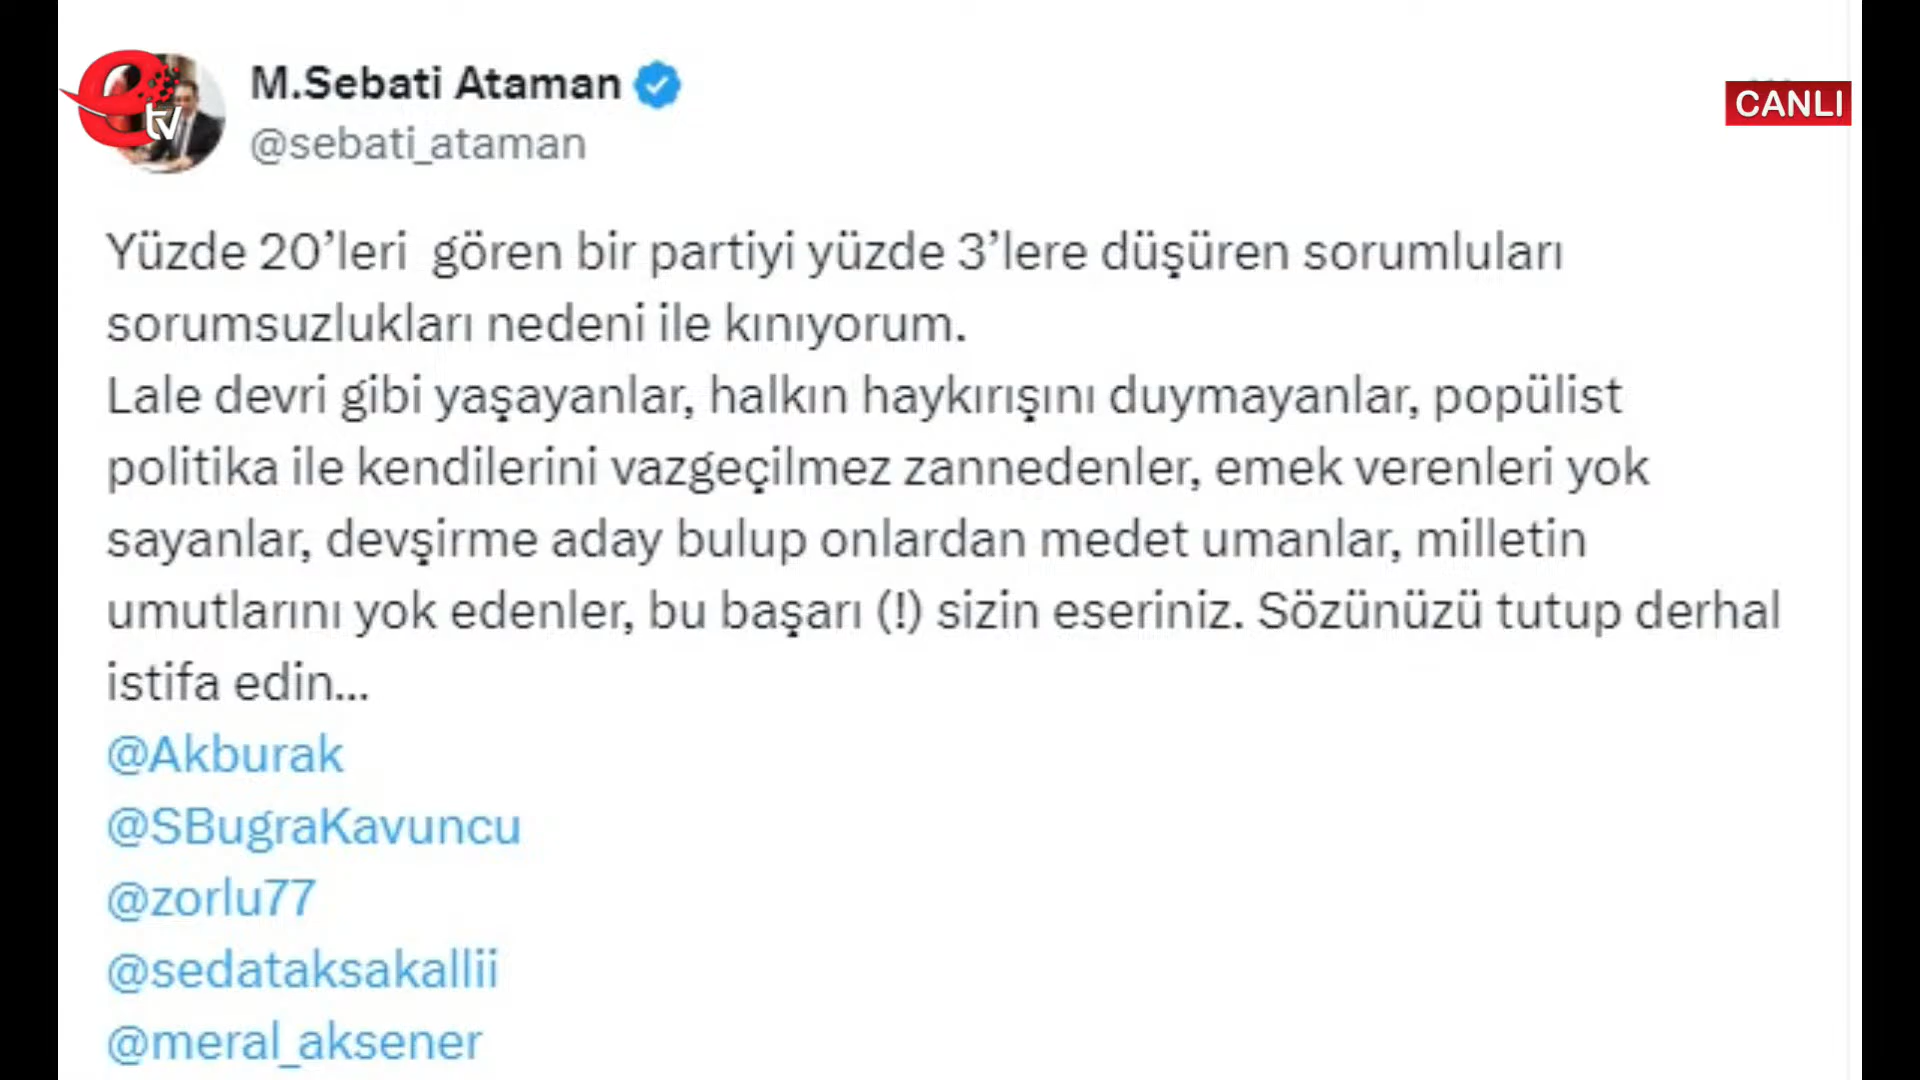 e tv
M.Sebati Ataman
CANLI
@sebati_ataman
Yüzde 20’leri  gören bir partiyi yüzde 3’lere düşüren sorumluları
sorumsuzlukları nedeni ile kınıyorum.
Lale devri gibi yaşayanlar, halkın haykırışını duymayanlar, popülist
politika ile kendilerini vazgeçilmez zannedenler, emek verenleri yok
sayanlar, devşirme aday bulup onlardan medet umanlar, milletin
umutlarını yok edenler, bu başarı (!) sizin eseriniz. Sözünüzü tutup derhal
istifa edin...
@Akburak
@SBugraKavuncu
@zorlu77
@sedataksakallii
@meral_aksener